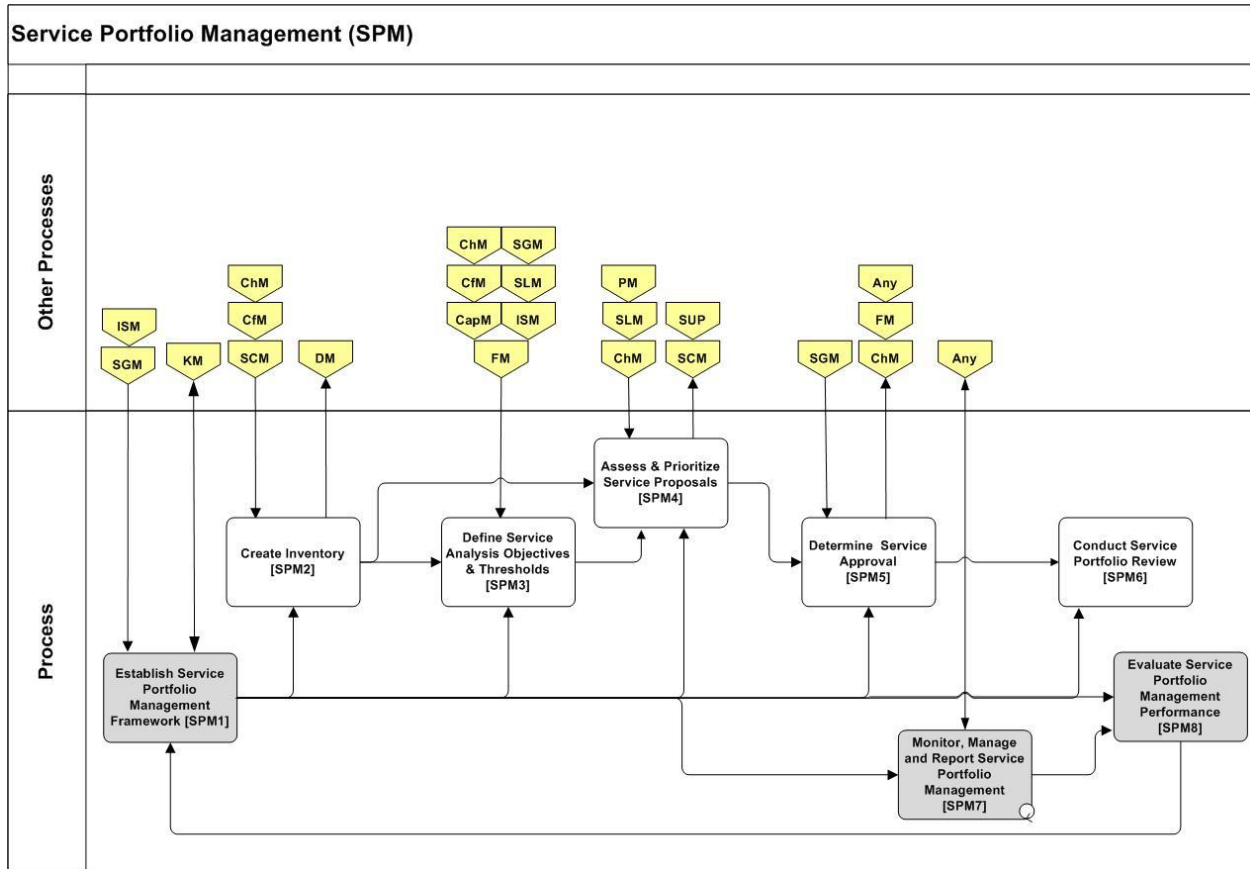 Service Portfolio Management (SPM)
Other Processes
ChM
SGM
ChM
CfM
SLM
PM
Any
ISM
CfM
CapM
ISM
SLM
SUP
FM
SGM
KM
SCM
DM
FM
ChM
SCM
SGM
ChM
Any
Process
Assess & Prioritize
Service Proposals
[SPM4]
Create Inventory
[SPM2]
Define Service
Analysis Objectives
& Thresholds
[SPM3]
Determine Service
Approval
[SPM5]
Conduct Service
Portfolio Review
[SPM6]
Establish Service
Portfolio
Management
Framework [SPM1]
Evaluate Service
Portfolio
Management
Performance
[SPM8]
Monitor, Manage
and Report Service
Portfolio
Management
[SPM7]